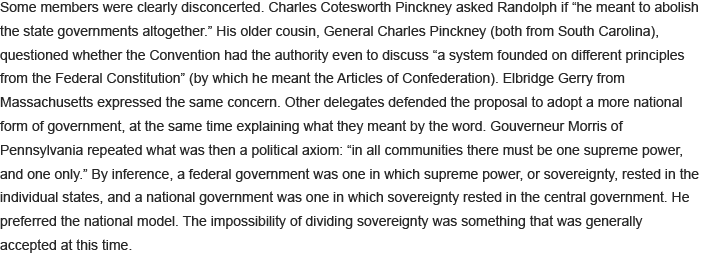 Some members were clearly disconcerted. Charles Cotesworth Pinckney asked Randolph if “he meant to abolish
the state governments altogether.” His older cousin, General Charles Pinckney (both from South Carolina),
questioned whether the Convention had the authority even to discuss “a system founded on different principles
from the Federal Constitution” (by which he meant the Articles of Confederation). Elbridge Gerry from
Massachusetts expressed the same concern. Other delegates defended the proposal to adopt a more national
form of government, at the same time explaining what they meant by the word. Gouverneur Morris of
Pennsylvania repeated what was then a political axiom: “in all communities there must be one supreme power,
and one only.” By inference, a federal government was one in which supreme power, or sovereignty, rested in the
individual states, and a national government was one in which sovereignty rested in the central government. He
preferred the national model. The impossibility of dividing sovereignty was something that was generally
accepted at this time.